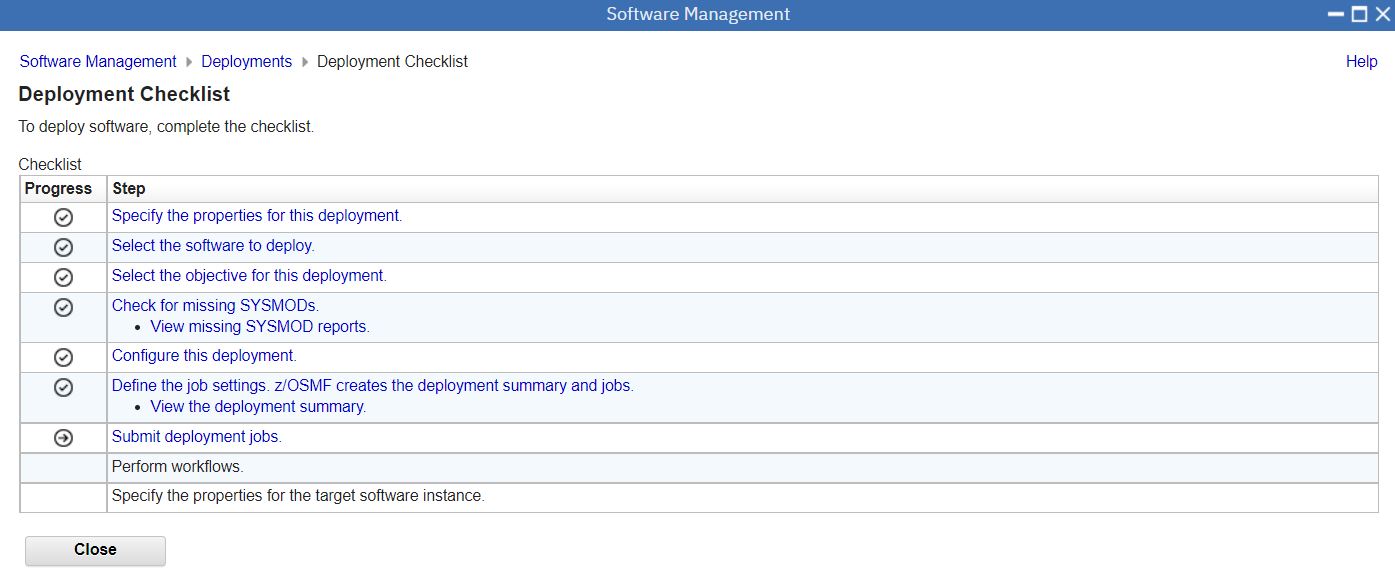 Software Management
Software Management Deployments Deployment Checklist Help
Deployment Checklist
To deploy software, complete the checklist.
Checklist
Progress Step
Specify the properties for this deployment.
Select the software to deploy.
Select the objective for this deployment.
Check for missing SYSMODs.
• View missing SYSMOD reports.
Configure this deployment.
Define the job settings. z/OSMF creates the deployment summary and jobs.
• View the deployment summary.
Submit deployment jobs.
Perform workflows.
Specify the properties for the target software instance.
Close